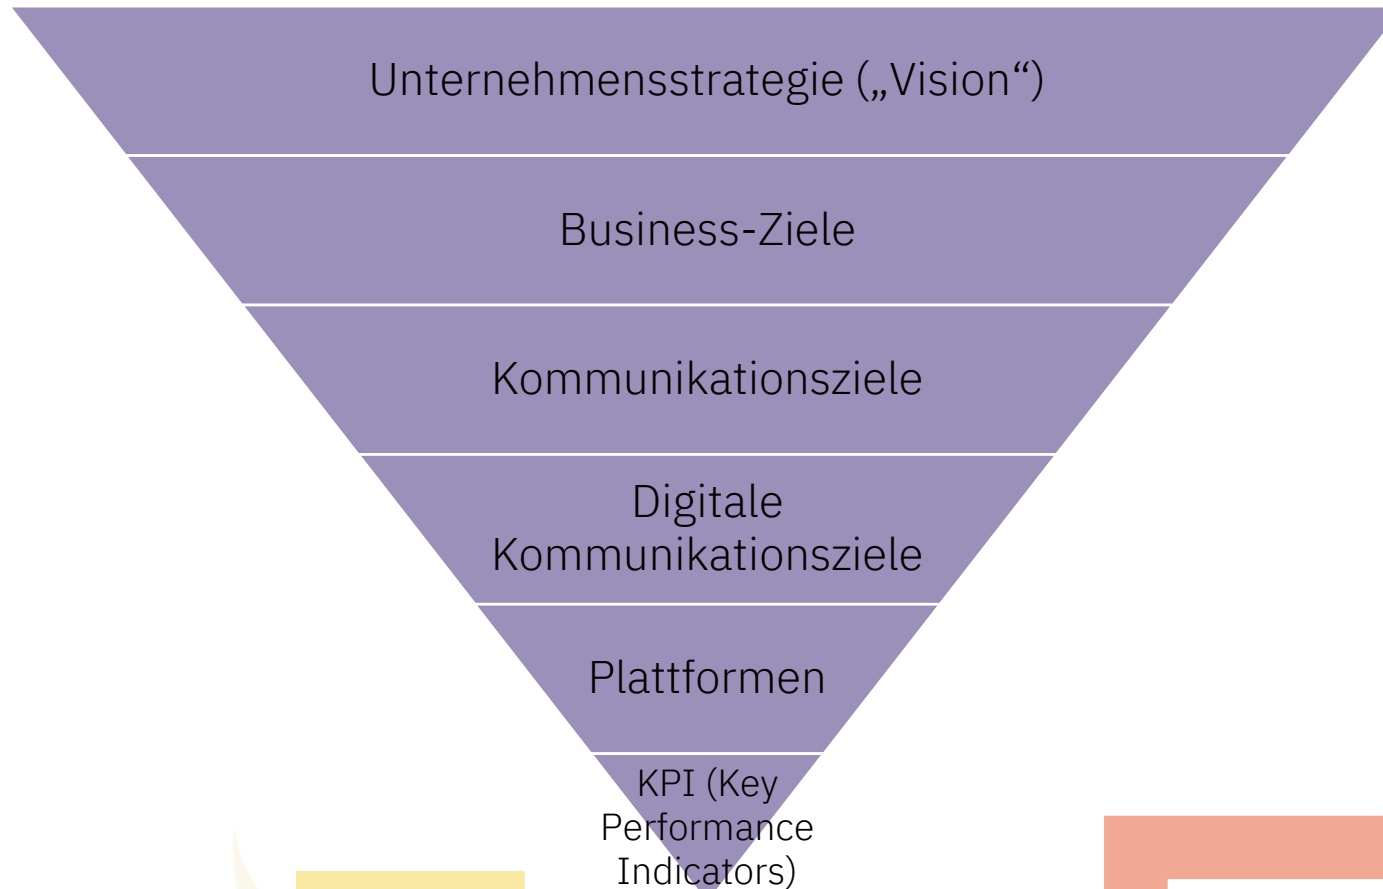 Unternehmensstrategie („Vision“)
Business-Ziele
Kommunikationsziele
Digitale
Kommunikationsziele
Plattformen
KPI (Key
Performance
Indicators)